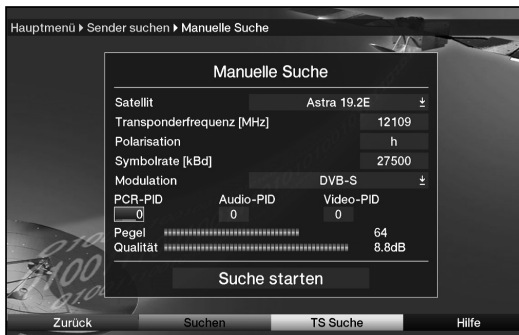 Hauptmenü ▸ Sender suchen ▸ Manuelle Suche
Manuelle Suche
Satellit Astra 19.2E
Transponderfrequenz [MHz] 12109
Polarisation h
Symbolrate [kBd] 27500
Modulation DVB-S
PCR-PID Audio-PID Video-PID
0 0 0
Pegel 64
Qualität 8.8dB
Suche starten
Zurück Suchen TS Suche Hilfe